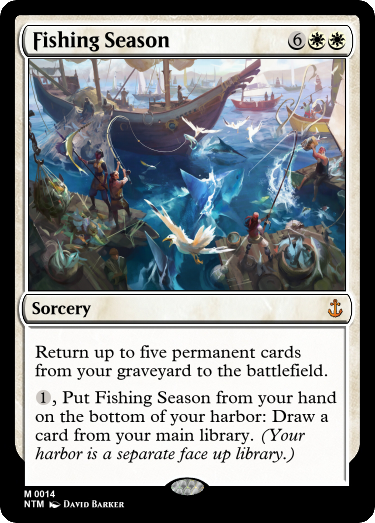 Fishing Season 6
Sorcery
Return up to five permanent cards
from your graveyard to the battlefield.
1, Put Fishing Season from your hand
on the bottom of your harbor: Draw a
card from your main library. (Your
harbor is a separate face up library.)
M 0014
NTM David Barker